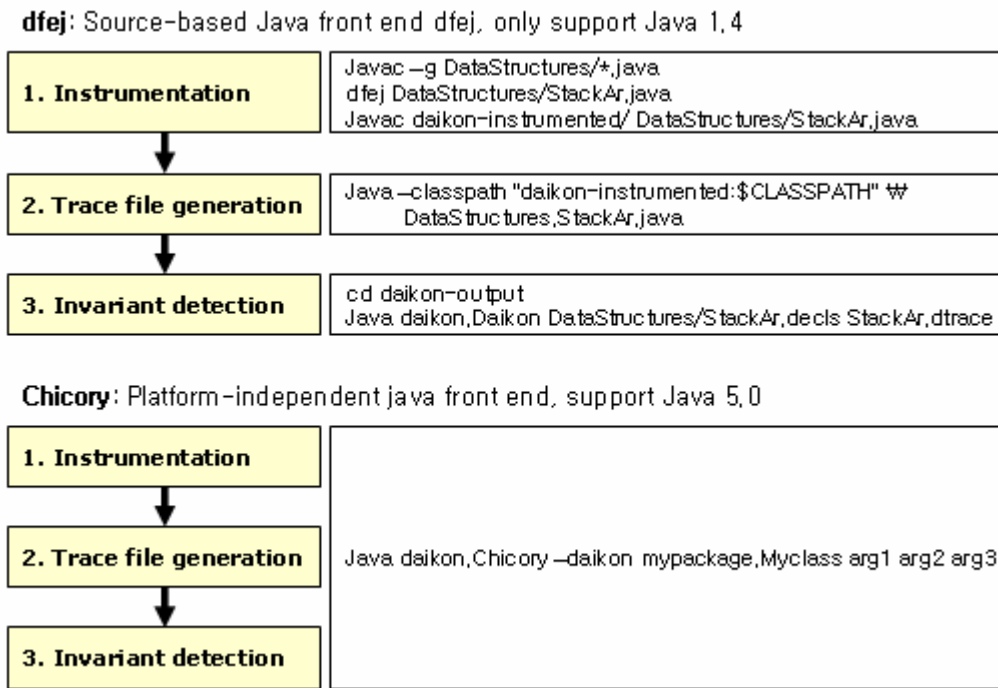 dfej: Source-based Java front end dfej, only support Java 1,4
1. Instrumentation
Javac –g DataStructures/*,java
dfej DataStructures/StackAr,java
Javac daikon-instrumented/ DataStructures/StackAr,java
2. Trace file generation
Java –classpath "daikon-instrumented:$CLASSPATH" ₩
DataStructures,StackAr,java
3. Invariant detection
cd daikon-output
Java daikon,Daikon DataStructures/StackAr,decls StackAr,dtrace
Chicory: Platform-independent java front end, support Java 5,0
1. Instrumentation
2. Trace file generation
Java daikon,Chicory –daikon mypackage,Myclass arg1 arg2 arg3
3. Invariant detection